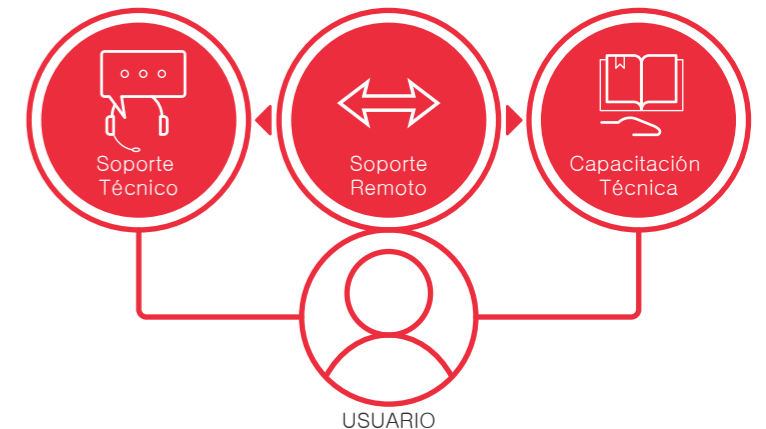 Soporte
Técnico
Soporte
Remoto
Capacitación
Técnica
USUARIO